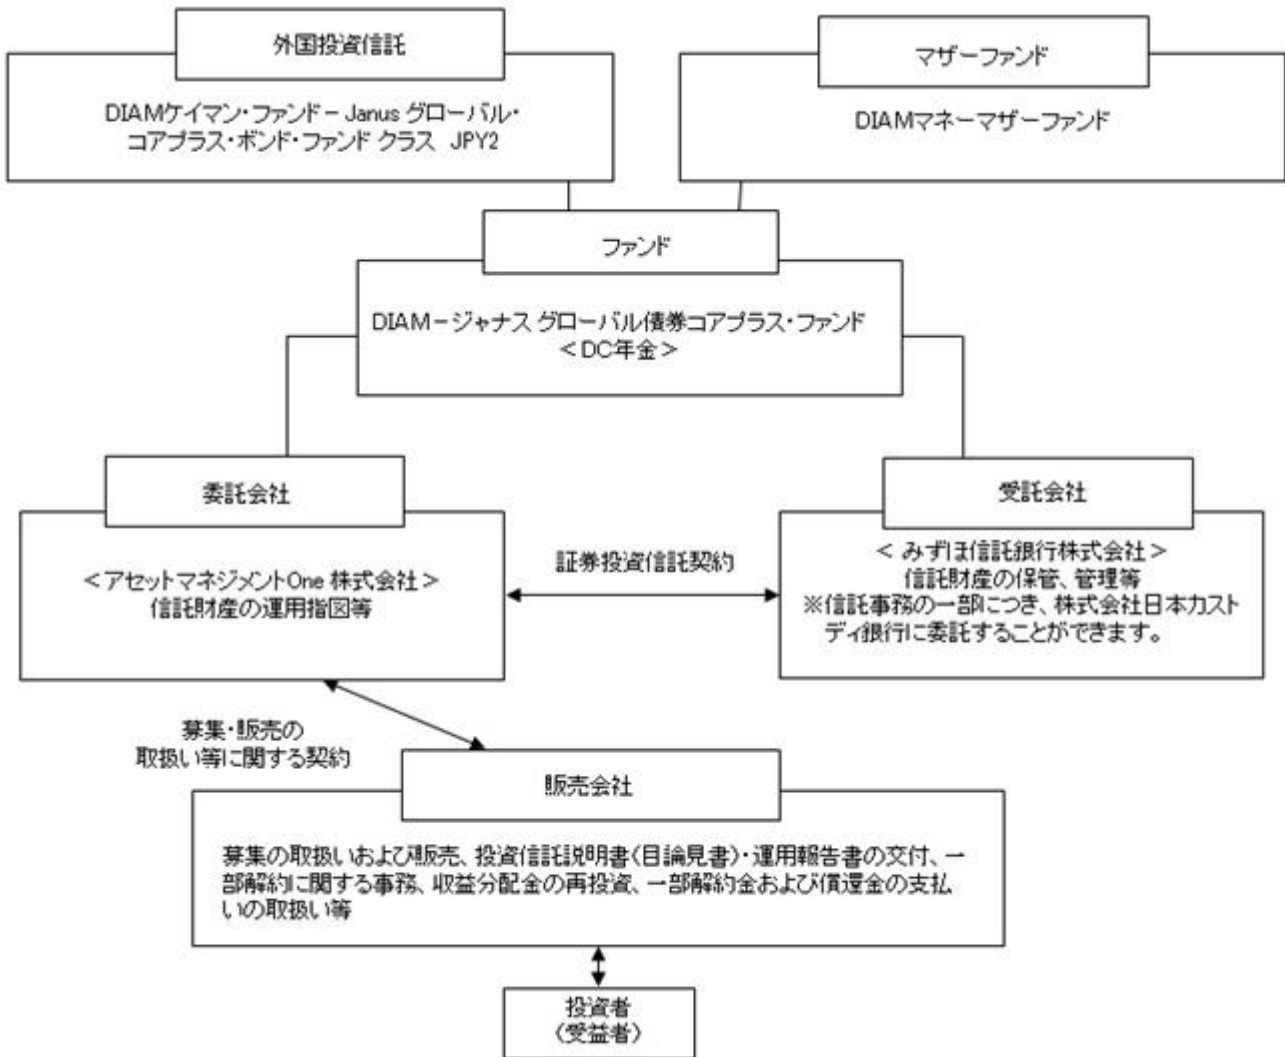 外国投資信託
DIAMケイマン・ファンド－Janus グローバル・
コアプラス・ボンド・ファンド クラス JPY2
マザーファンド
DIAMマネーマザーファンド
ファンド
DIAM－ジャナス グローバル債券コアプラス・ファンド
＜DC年金＞
委託会社
＜アセットマネジメントOne 株式会社＞
信託財産の運用指図等
証券投資信託契約
受託会社
＜ みずほ信託銀行株式会社＞
信託財産の保管、管理等
※信託事務の一部につき、株式会社日本カスト
ディ銀行に委託することができます。
募集・販売の
取扱い等に関する契約
販売会社
募集の取扱いおよび販売、投資信託説明書（目論見書）・運用報告書の交付、一
部解約に関する事務、収益分配金の再投資、一部解約金および償還金の支払
いの取扱い等
投資者
（受益者）